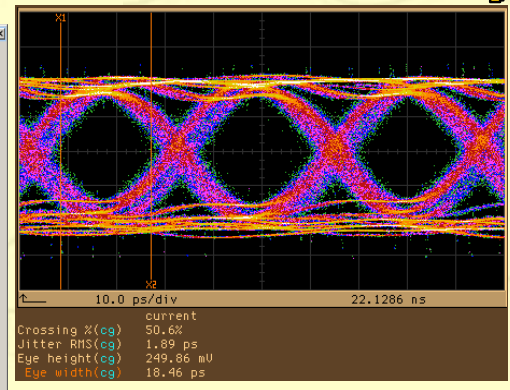 X1
X2
10.0 ps/div 22.1286 ns
current
Crossing %(cg) 50.6%
Jitter RMS(cg) 1.89 ps
Eye height(cg) 249.86 mV
Eye width(cg) 18.46 ps